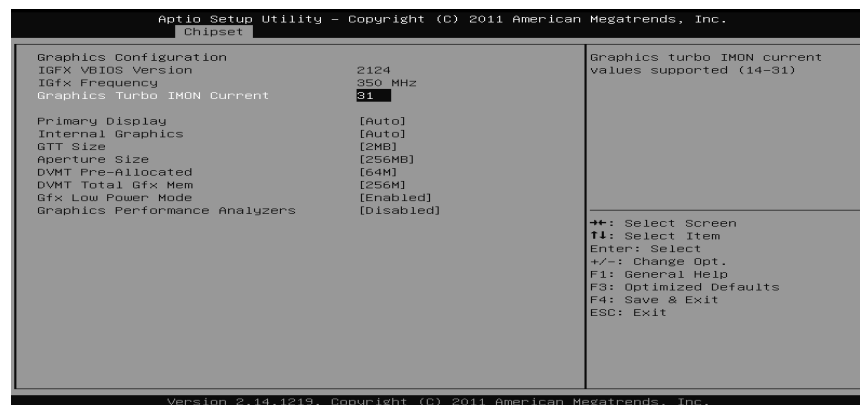 Aptio Setup Utility – Copyright (C) 2011 American Megatrends, Inc.
Chipset
Graphics Configuration
IGFX VBIOS Version 2124
IGfx Frequency 350 MHz
Graphics Turbo IMON Current 31
Primary Display [Auto]
Internal Graphics [Auto]
GTT Size [2MB]
Aperture Size [256MB]
DVMT Pre-Allocated [64M]
DVMT Total Gfx Mem [256M]
Gfx Low Power Mode [Enabled]
Graphics Performance Analyzers [Disabled]
Graphics turbo IMON current
values supported (14-31)
→←: Select Screen
↑↓: Select Item
Enter: Select
+/-: Change Opt.
F1: General Help
F3: Optimized Defaults
F4: Save & Exit
ESC: Exit
Version 2.14.1219. Copyright (C) 2011 American Megatrends, Inc.